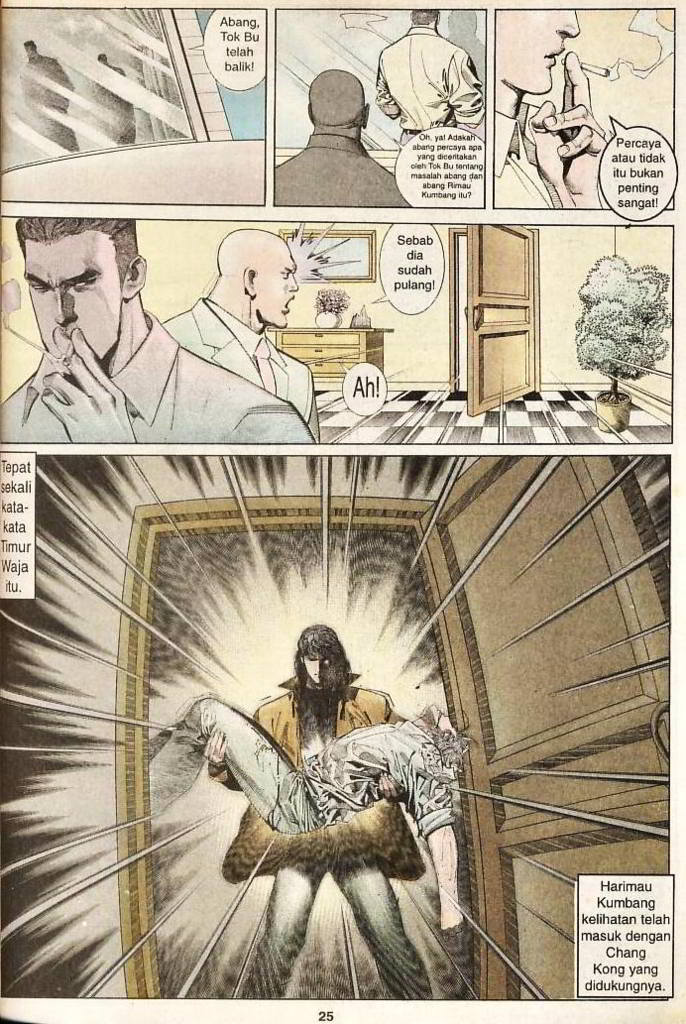 Abang,
Tok Bu
telah
balik!
Oh, ya! Adakah
abang percaya apa
yang diceritakan
oleh Tok Bu tentang
masalah abang dan
abang Rimau
Kumbang itu?
Percaya
atau tidak
itu bukan
penting
sangat!
Sebab
dia
sudah
pulang!
Ah!
Tepat
sekali
kata-
kata
Timur
Waja
itu.
Harimau
Kumbang
kelihatan telah
masuk dengan
Chang
Kong yang
didukungnya.
25